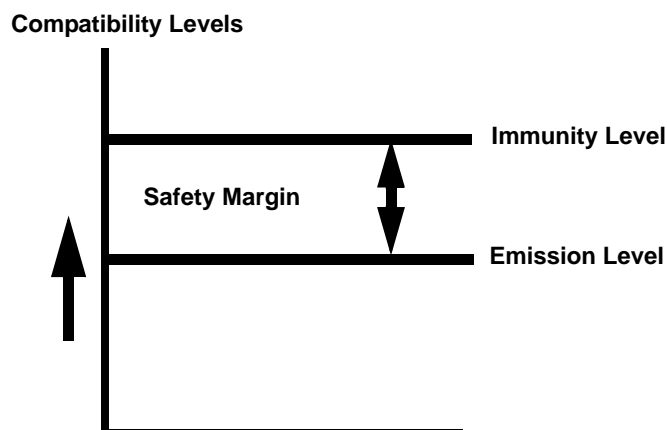 Compatibility Levels
Immunity Level
Safety Margin
Emission Level